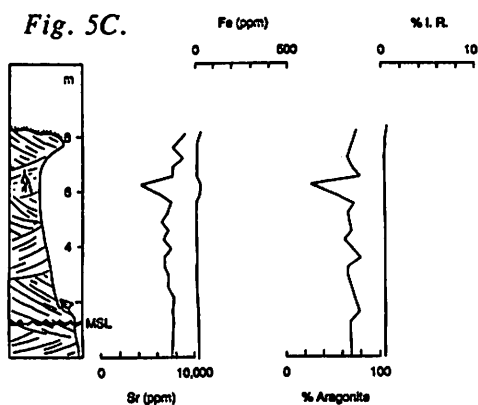 Fig. 5C.
Fe (ppm)
0 500
% I. R.
0 10
m
8
6
4
MSL
0 10,000
Sr (ppm)
0 100
% Aragonite